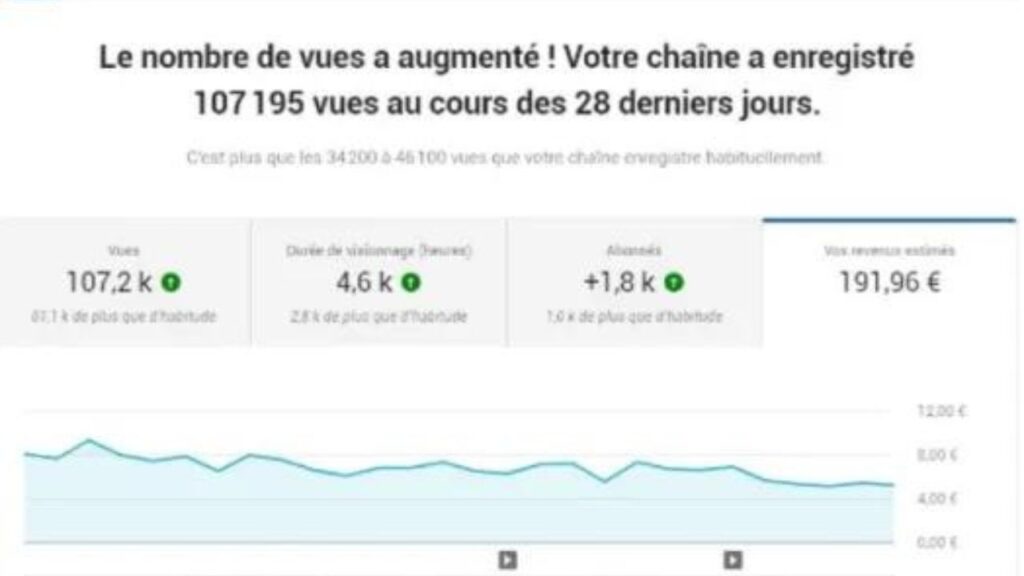 Le nombre de vues a augmenté ! Votre chaîne a enregistré
107 195 vues au cours des 28 derniers jours.
C'est plus que les 34 200 à 46 100 vues que votre chaîne enregistre habituellement.
Vues
107,2 k
61,1 k de plus que d'habitude
Durée de visionnage (heures)
4,6 k
2,8 k de plus que d'habitude
Abonnés
+1,8 k
1,0 k de plus que d'habitude
Vos revenus estimés
191,96 €
12,00 €
8,00 €
4,00 €
0,00 €